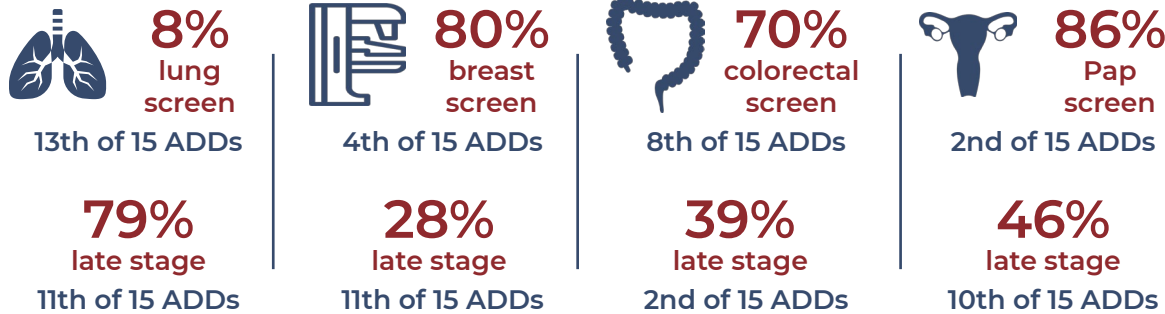 8%
lung
screen
13th of 15 ADDs
79%
late stage
11th of 15 ADDs
80%
breast
screen
4th of 15 ADDs
28%
late stage
11th of 15 ADDs
70%
colorectal
screen
8th of 15 ADDs
39%
late stage
2nd of 15 ADDs
86%
Pap
screen
2nd of 15 ADDs
46%
late stage
10th of 15 ADDs